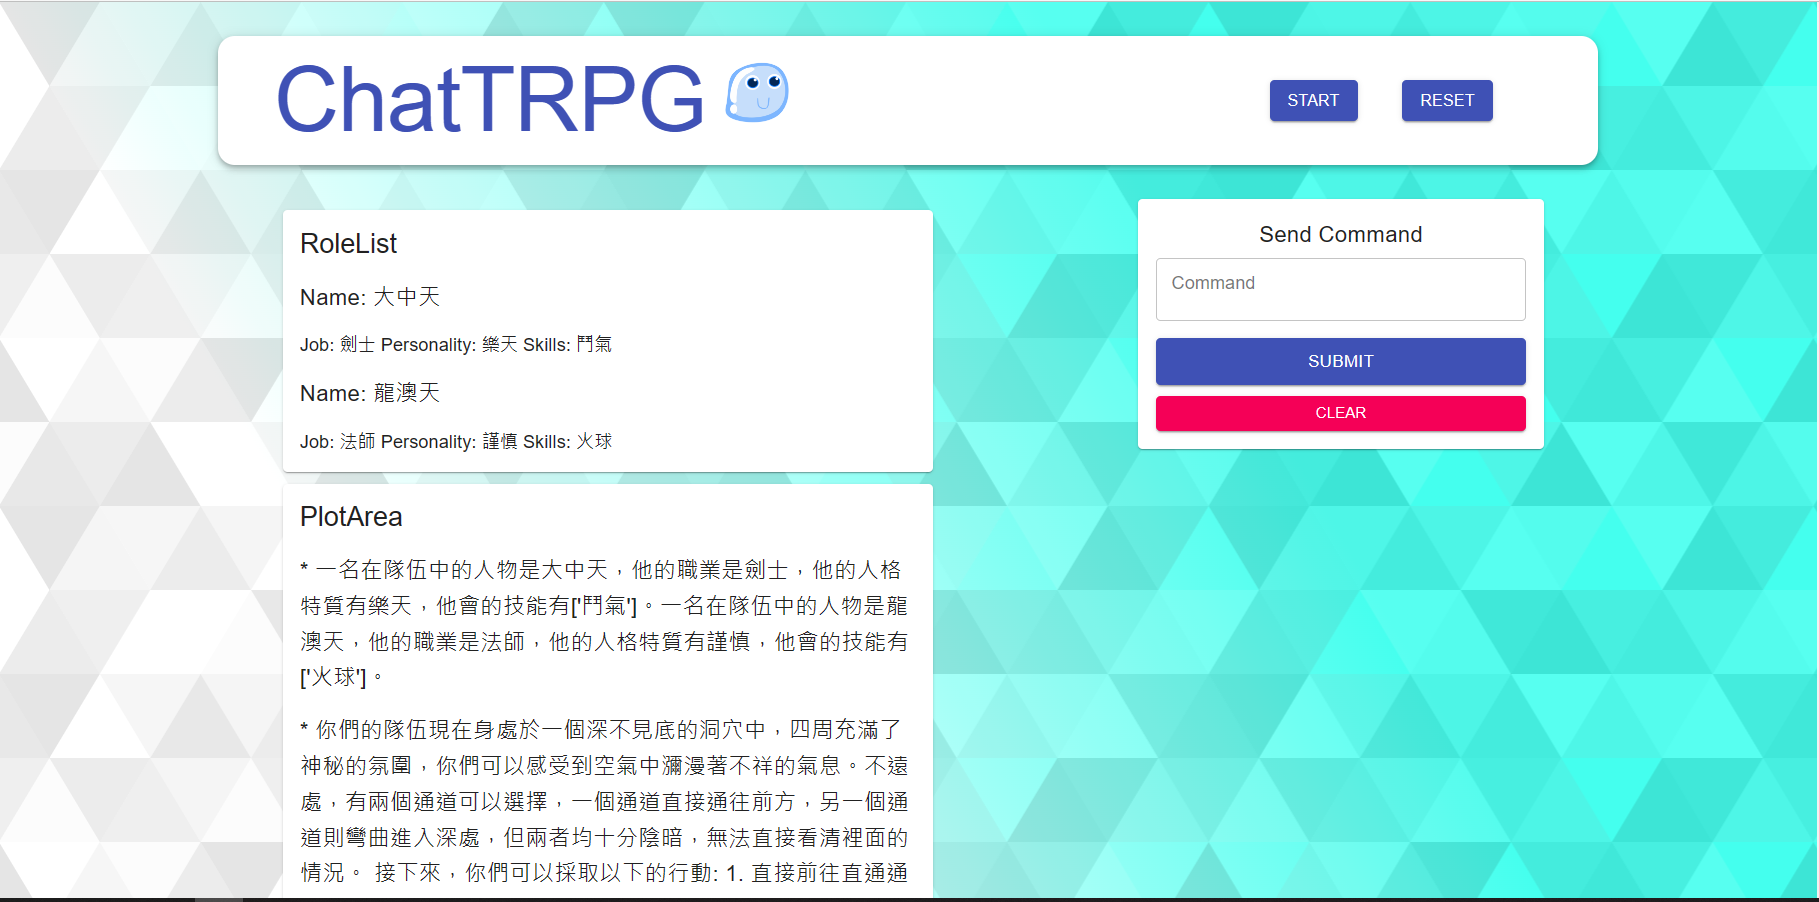 ChatTRPG
START
RESET
RoleList
Name: 大中天
Job: 劍士 Personality: 樂天 Skills: 鬥氣
Name: 龍澳天
Job: 法師 Personality: 謹慎 Skills: 火球
Send Command
Command
SUBMIT
CLEAR
PlotArea
* 一名在隊伍中的人物是大中天，他的職業是劍士，他的人格
特質有樂天，他會的技能有['鬥氣']。一名在隊伍中的人物是龍
澳天，他的職業是法師，他的人格特質有謹慎，他會的技能有
['火球']。
* 你們的隊伍現在身處於一個深不見底的洞穴中，四周充滿了
神秘的氛圍，你們可以感受到空氣中瀰漫著不祥的氣息。不遠
處，有兩個通道可以選擇，一個通道直接通往前方，另一個通
道則彎曲進入深處，但兩者均十分陰暗，無法直接看清裡面的
情況。 接下來，你們可以採取以下的行動: 1. 直接前往直通通